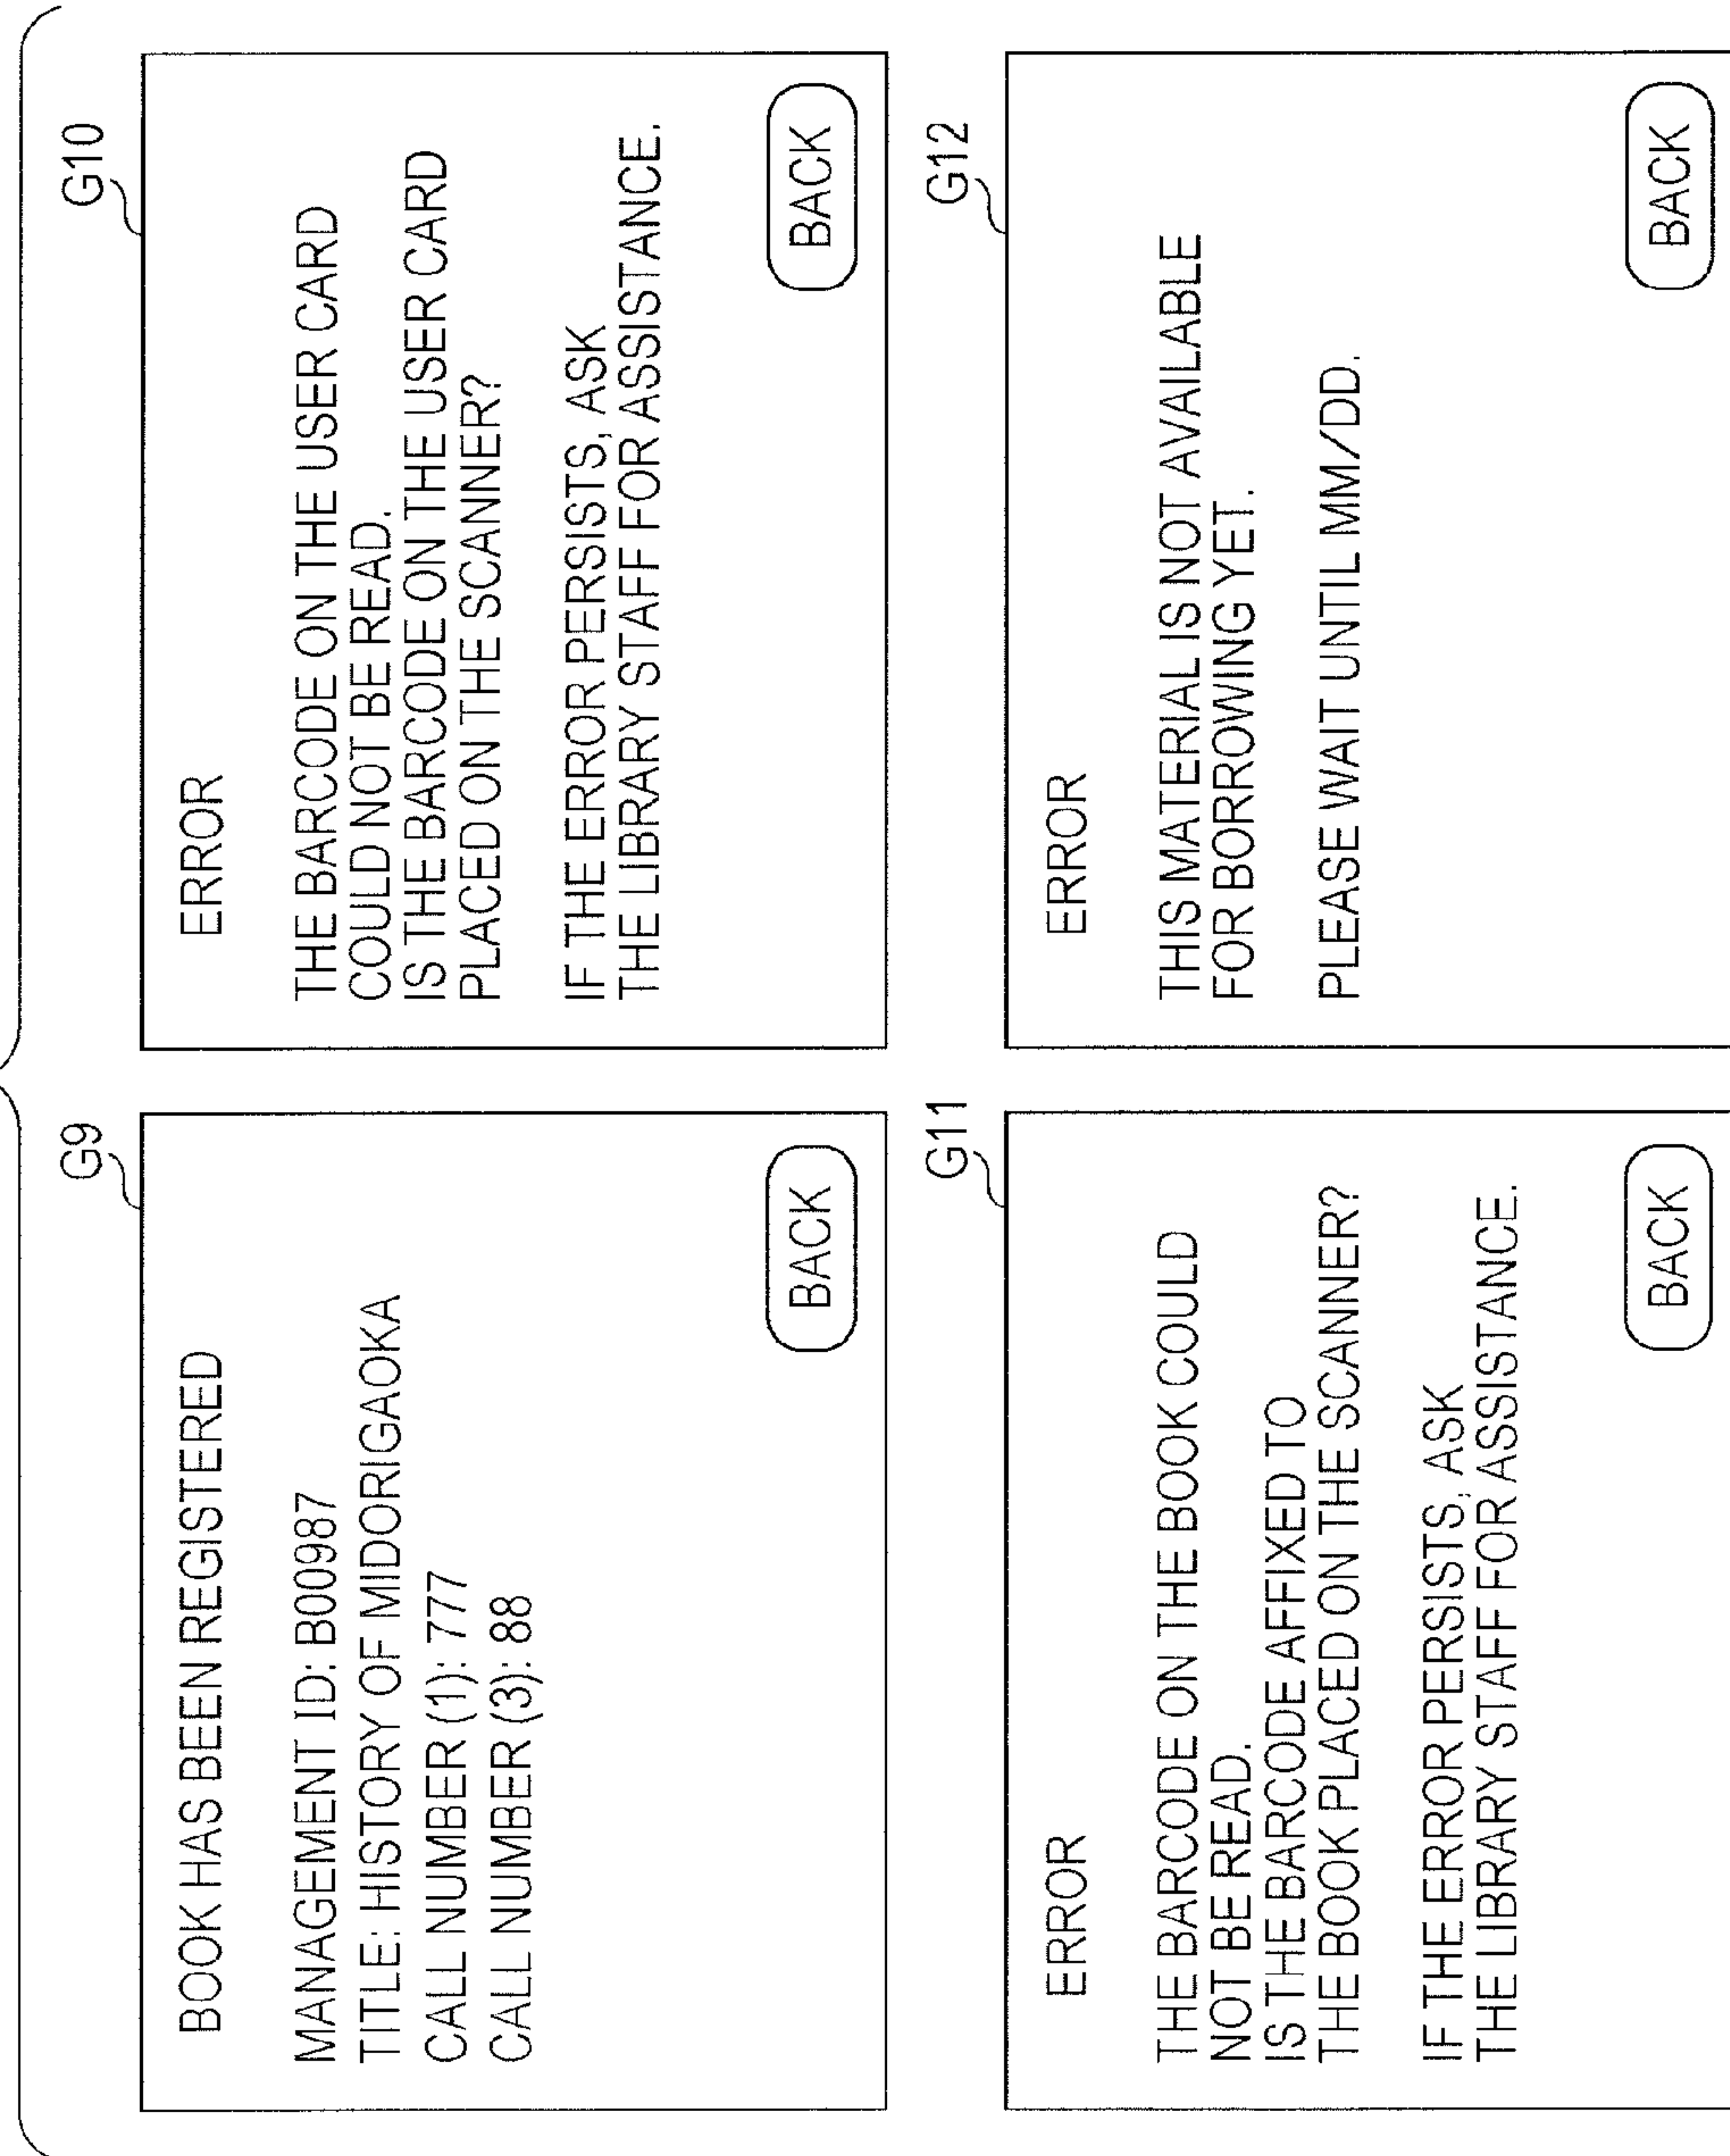 G9
BOOK HAS BEEN REGISTERED
MANAGEMENT ID: B00987
TITLE: HISTORY OF MIDORIGAOKA
CALL NUMBER (1): 777
CALL NUMBER (3): 88
BACK
G10
ERROR
THE BARCODE ON THE USER CARD
COULD NOT BE READ.
IS THE BARCODE ON THE USER CARD
PLACED ON THE SCANNER?
IF THE ERROR PERSISTS, ASK
THE LIBRARY STAFF FOR ASSISTANCE.
BACK
G11
ERROR
THE BARCODE ON THE BOOK COULD
NOT BE READ.
IS THE BARCODE AFFIXED TO
THE BOOK PLACED ON THE SCANNER?
IF THE ERROR PERSISTS, ASK
THE LIBRARY STAFF FOR ASSISTANCE.
BACK
G12
ERROR
THIS MATERIAL IS NOT AVAILABLE
FOR BORROWING YET.
PLEASE WAIT UNTIL MM/DD.
BACK